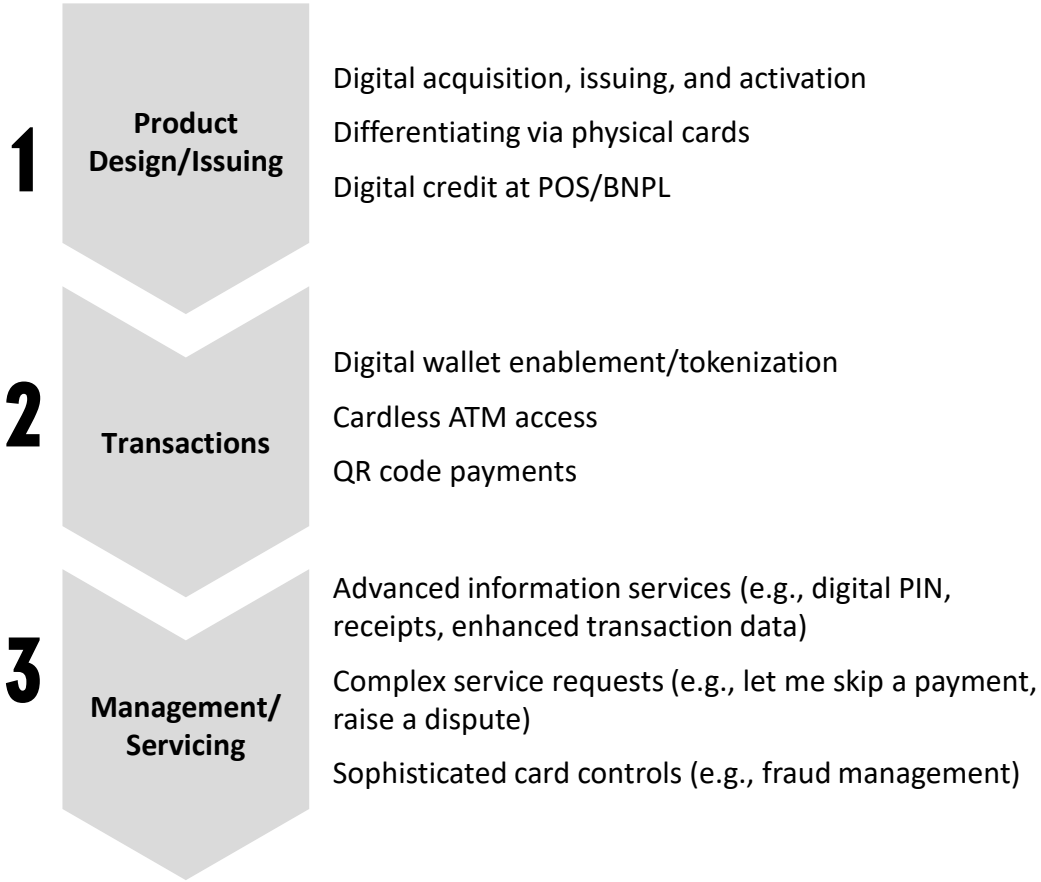 1
Product
Design/Issuing
Digital acquisition, issuing, and activation
Differentiating via physical cards
Digital credit at POS/BNPL
2
Transactions
Digital wallet enablement/tokenization
Cardless ATM access
QR code payments
3
Management/
Servicing
Advanced information services (e.g., digital PIN,
receipts, enhanced transaction data)
Complex service requests (e.g., let me skip a payment,
raise a dispute)
Sophisticated card controls (e.g., fraud management)